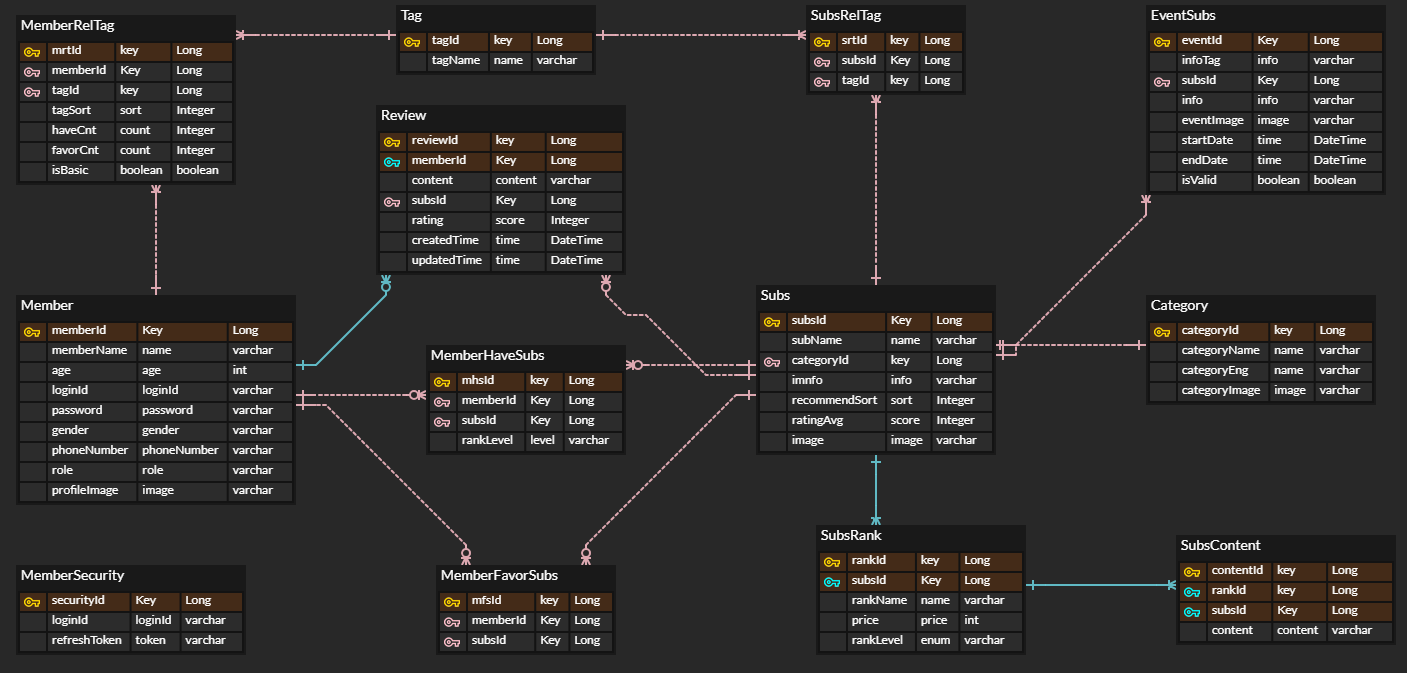 MemberRelTag
mrtId key Long
memberId Key Long
tagId key Long
tagSort sort Integer
haveCnt count Integer
favorCnt count Integer
isBasic boolean boolean
Tag
tagId key Long
tagName name varchar
SubsRelTag
srtId key Long
subsId Key Long
tagId key Long
EventSubs
eventId Key Long
infoTag info varchar
subsId Key Long
info info varchar
eventImage image varchar
startDate time DateTime
endDate time DateTime
isValid boolean boolean
Review
reviewId key Long
memberId Key Long
content content varchar
subsId Key Long
rating score Integer
createdTime time DateTime
updatedTime time DateTime
Member
memberId Key Long
memberName name varchar
age age int
loginId loginId varchar
password password varchar
gender gender varchar
phoneNumber phoneNumber varchar
role role varchar
profileImage image varchar
MemberHaveSubs
mhsId key Long
memberId Key Long
subsId Key Long
rankLevel level varchar
Subs
subsId Key Long
subName name varchar
categoryId key Long
imnfo info varchar
recommendSort sort Integer
ratingAvg score Integer
image image varchar
Category
categoryId key Long
categoryName name varchar
categoryEng name varchar
categoryImage image varchar
MemberSecurity
securityId Key Long
loginId loginId varchar
refreshToken token varchar
MemberFavorSubs
mfsId key Long
memberId Key Long
subsId Key Long
SubsRank
rankId key Long
subsId Key Long
rankName name varchar
price price int
rankLevel enum varchar
SubsContent
contentId key Long
rankId key Long
subsId Key Long
content content varchar